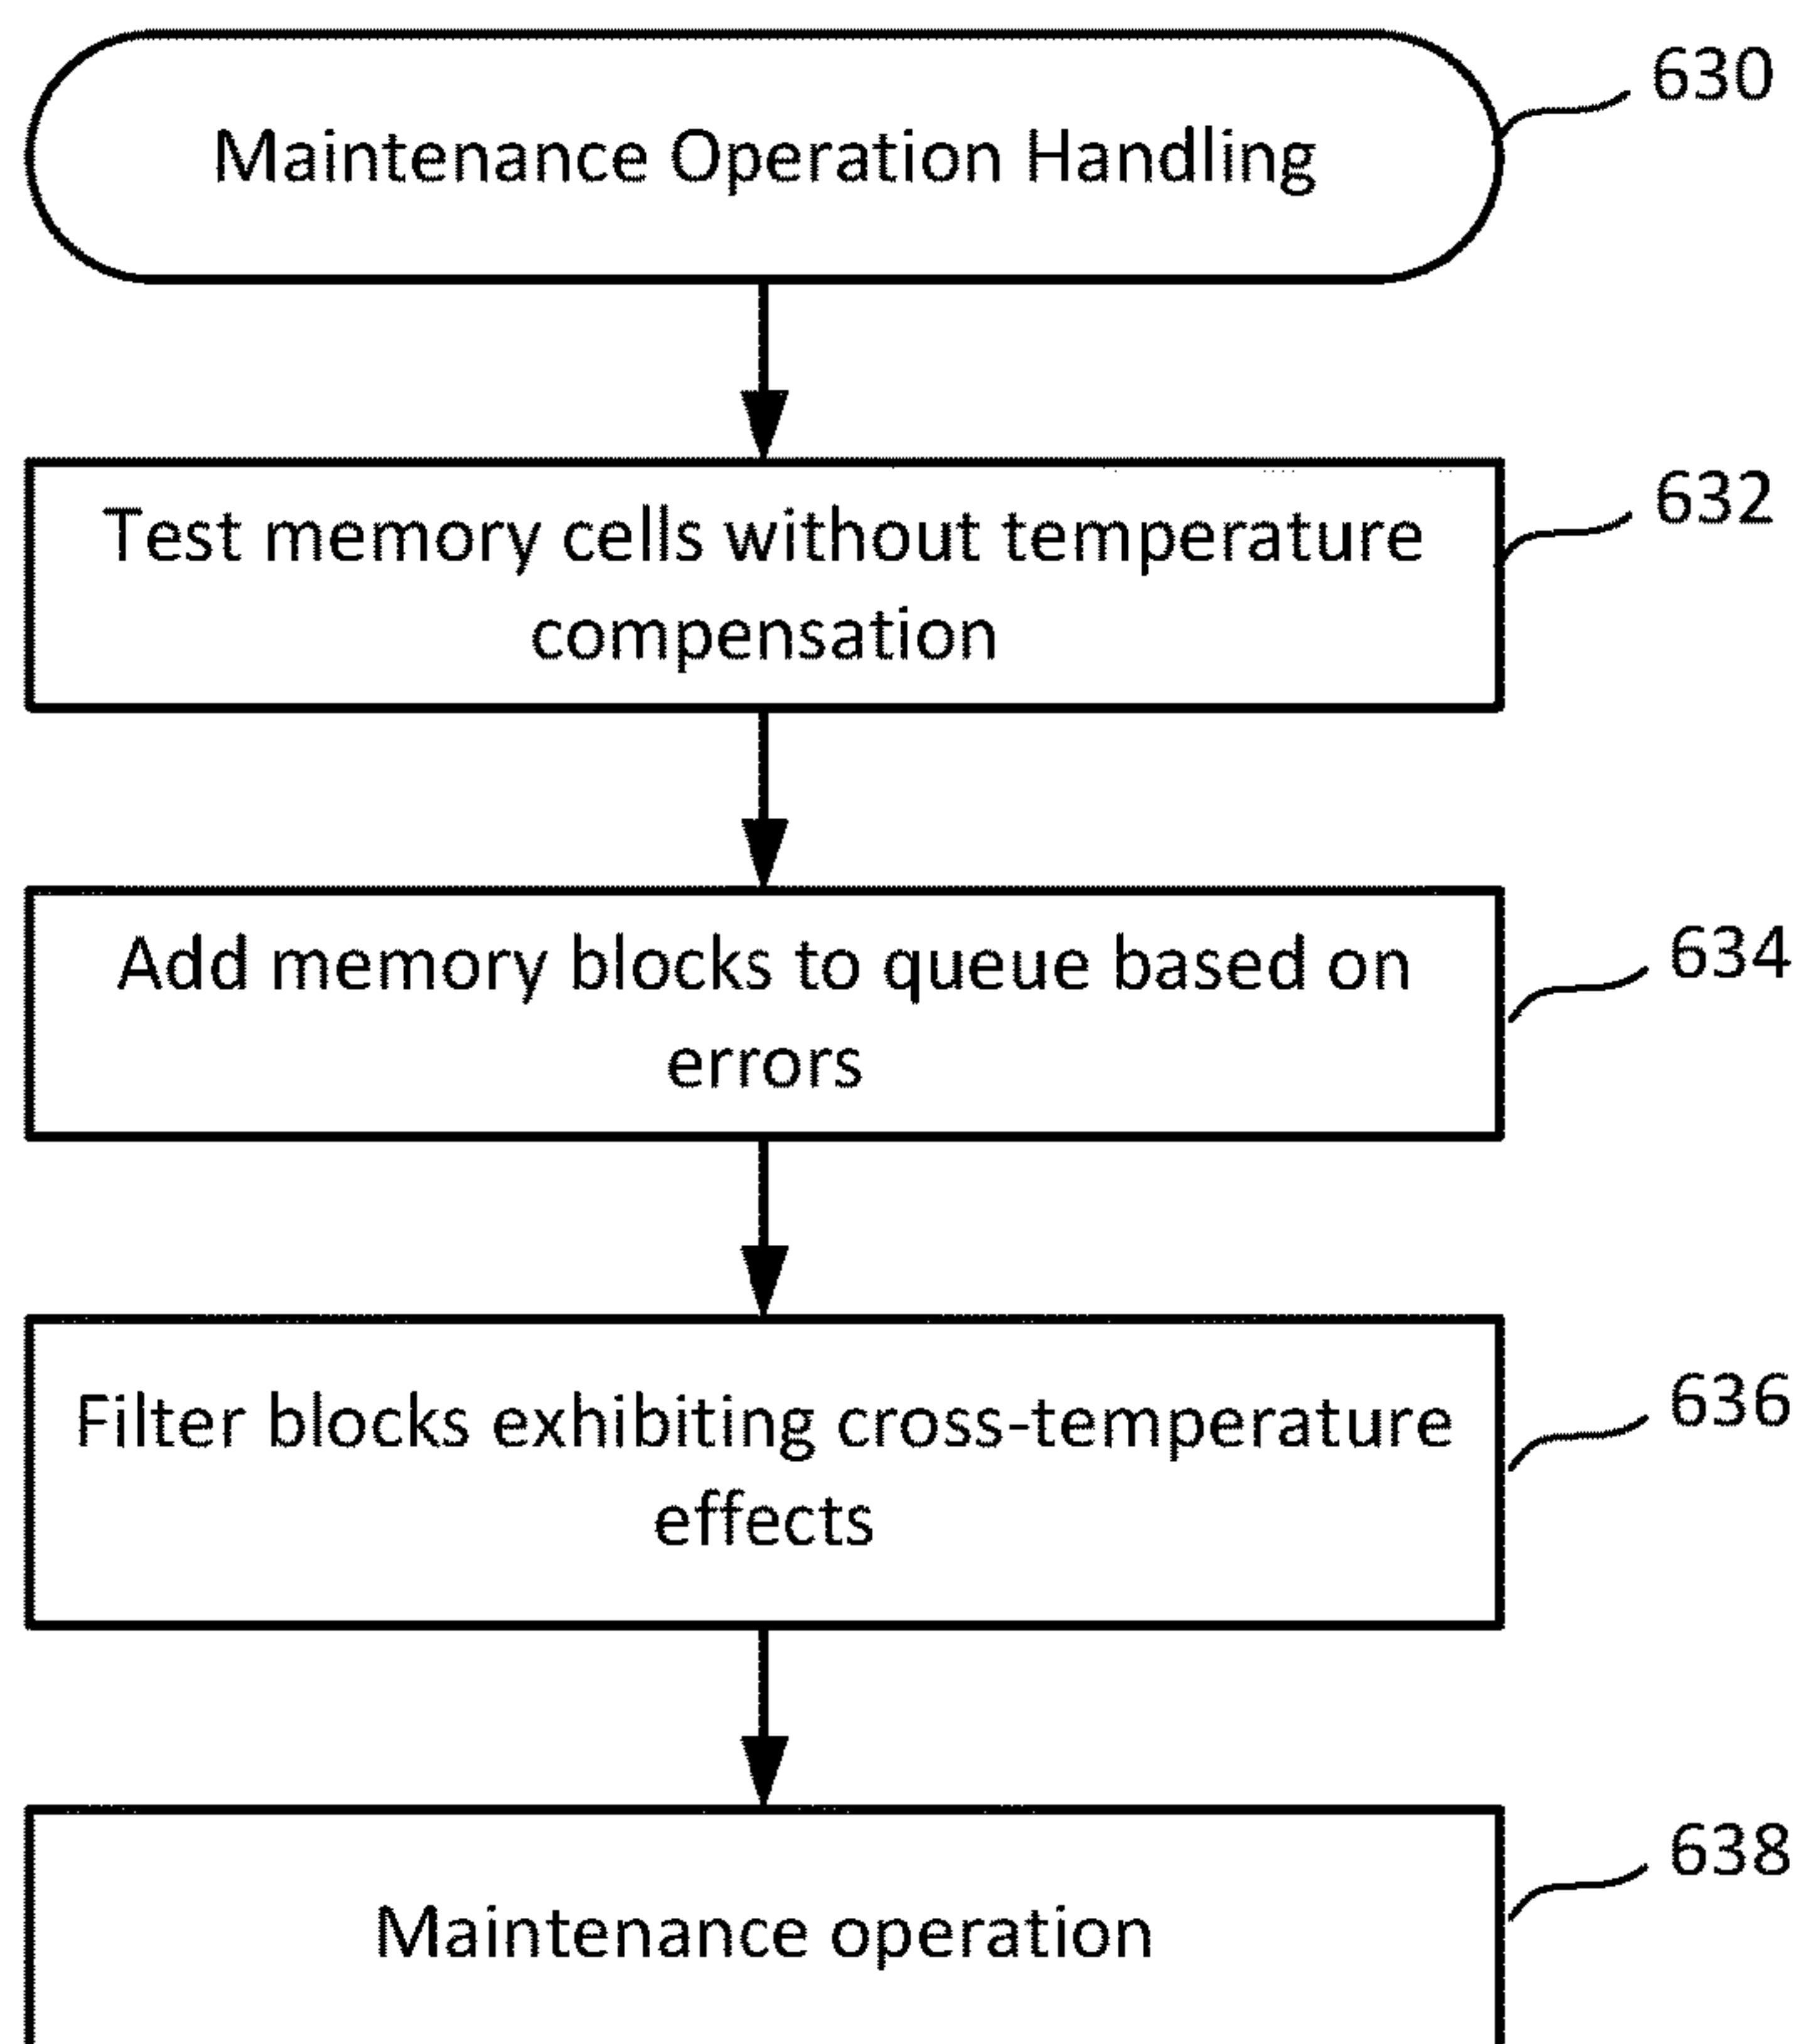 Maintenance Operation Handling
630
Test memory cells without temperature
compensation
632
Add memory blocks to queue based on
errors
634
Filter blocks exhibiting cross-temperature
effects
636
Maintenance operation
638